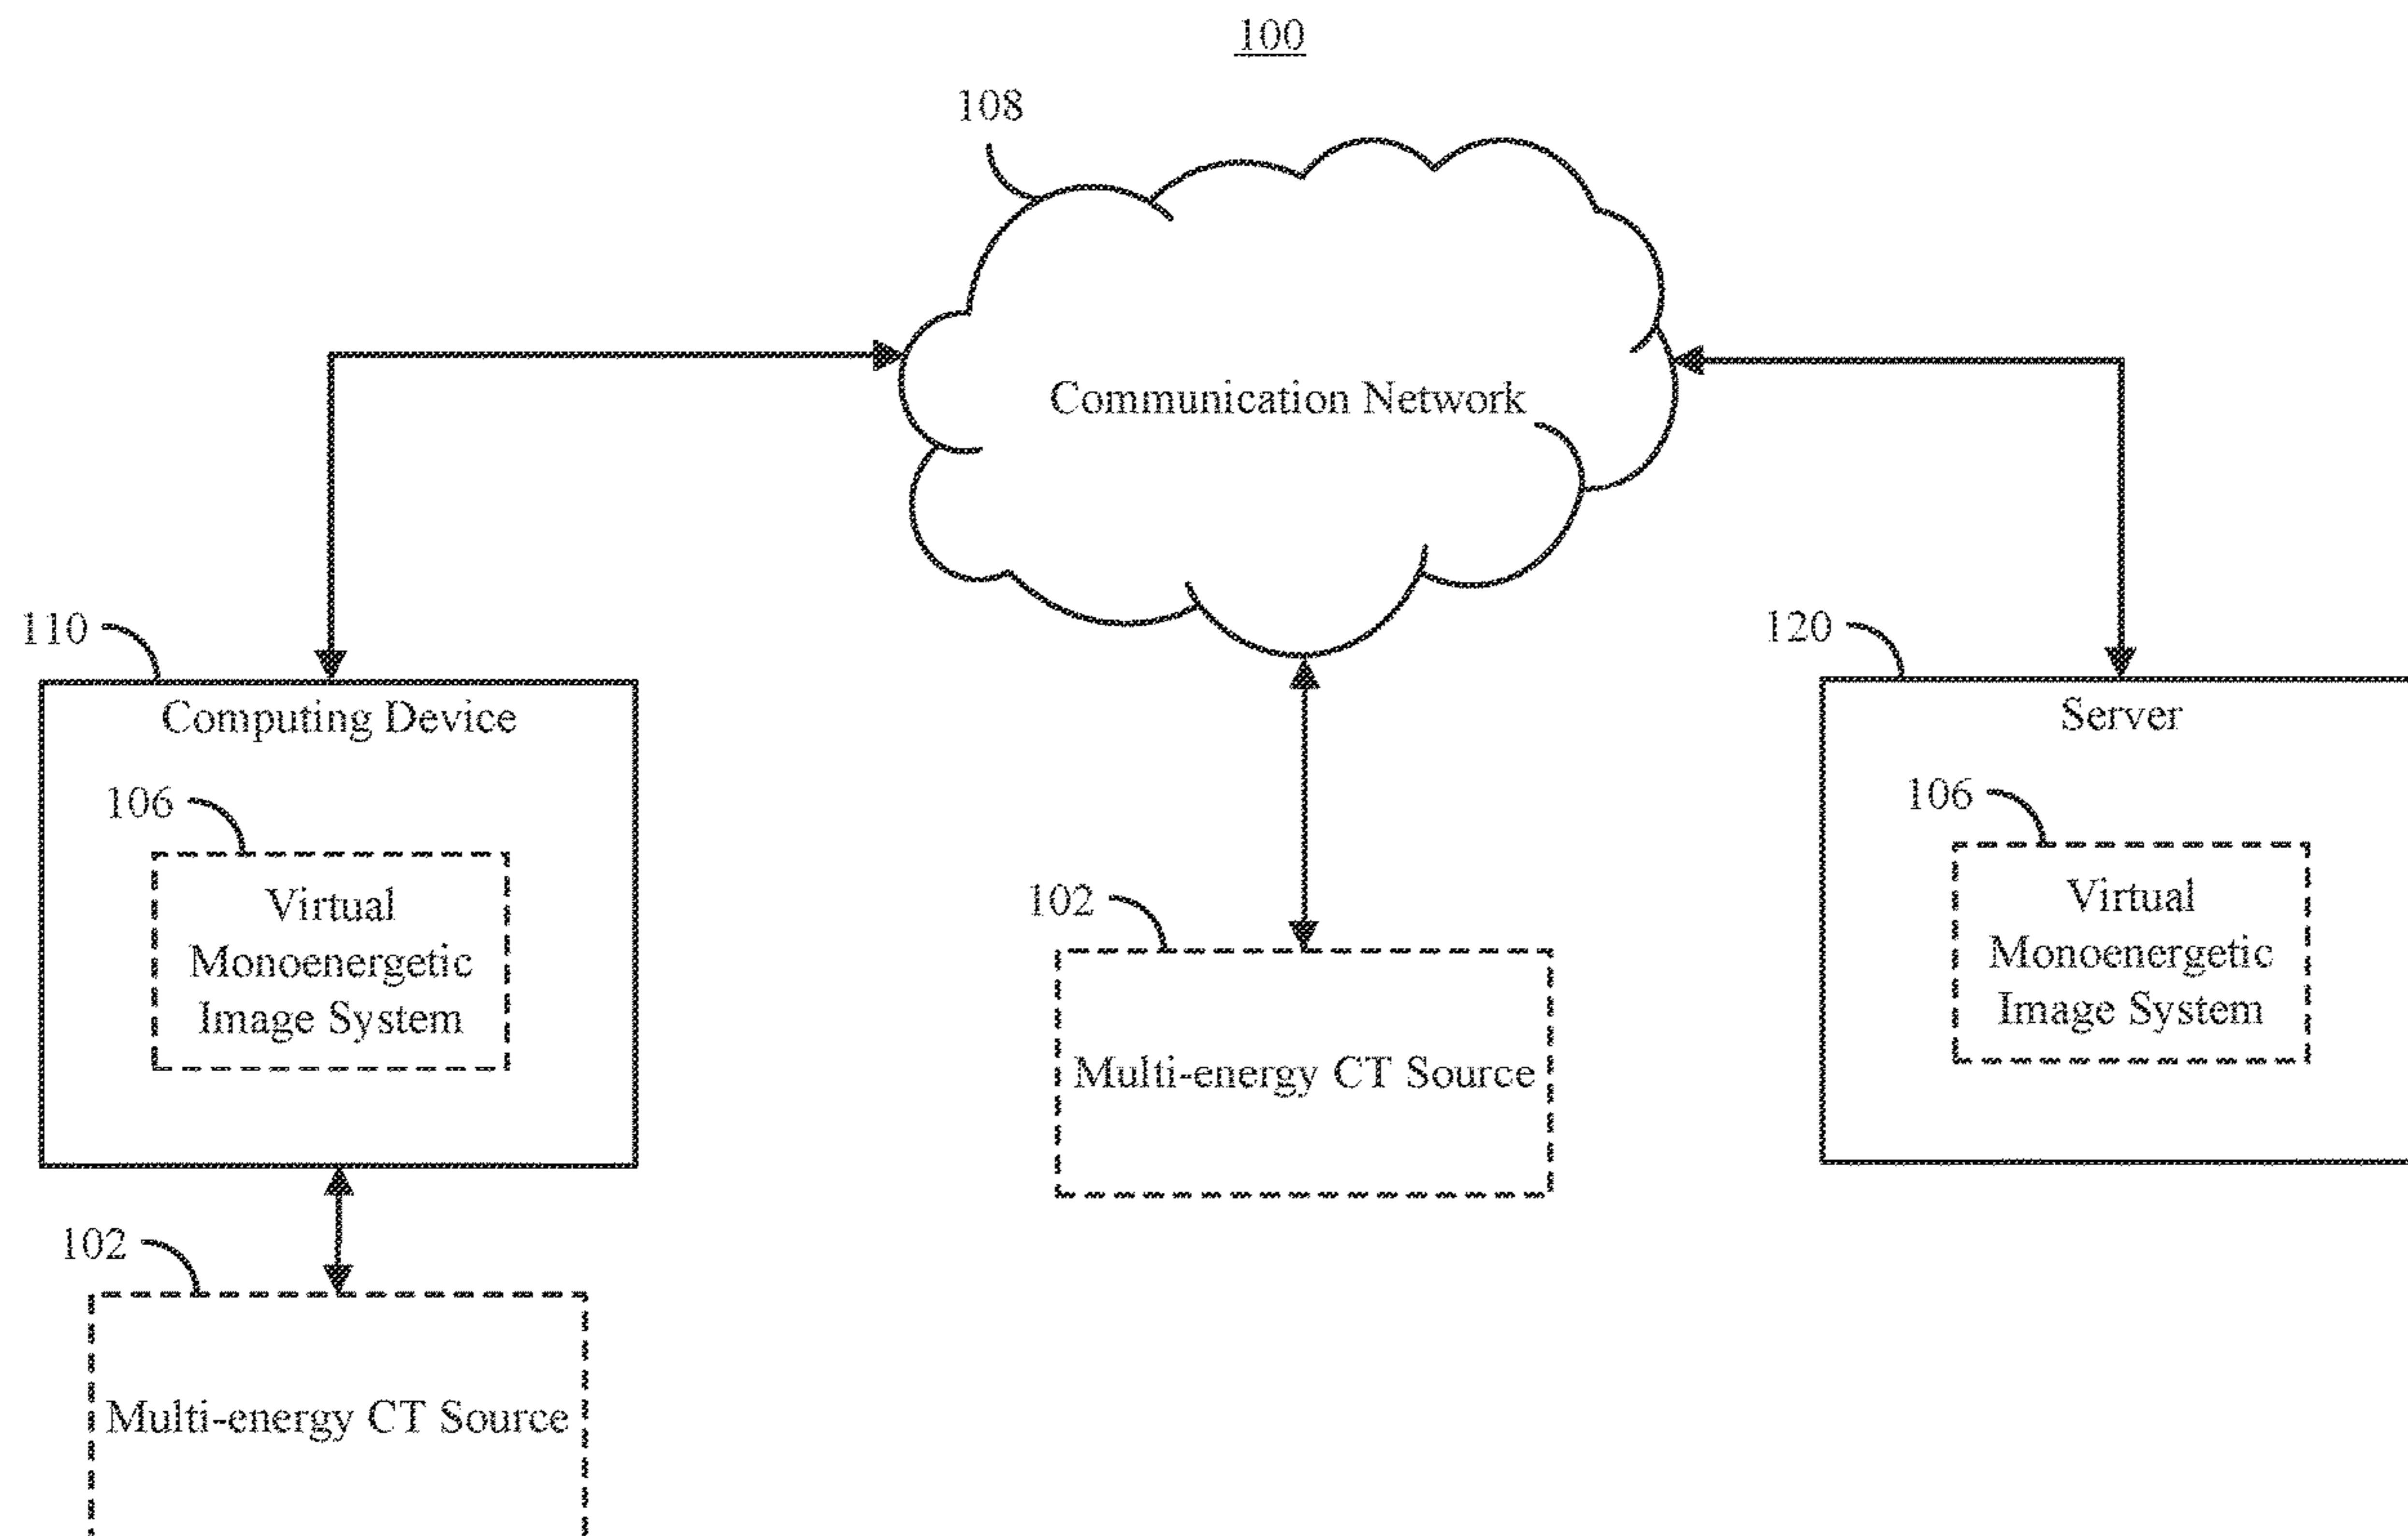 100
108
Communication Network
110
Computing Device
106
Virtual
Monoenergetic
Image System
102
Multi-energy CT Source
120
Server
106
Virtual
Monoenergetic
Image System
102
Multi-energy CT Source